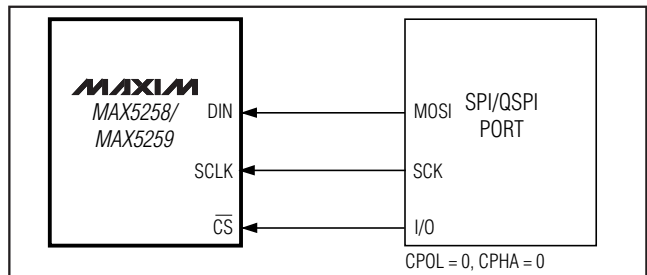 MAXIM
MAX5258/
MAX5259
DIN
SCLK
CS
MOSI
SCK
I/O
SPI/QSPI
PORT
CPOL = 0, CPHA = 0